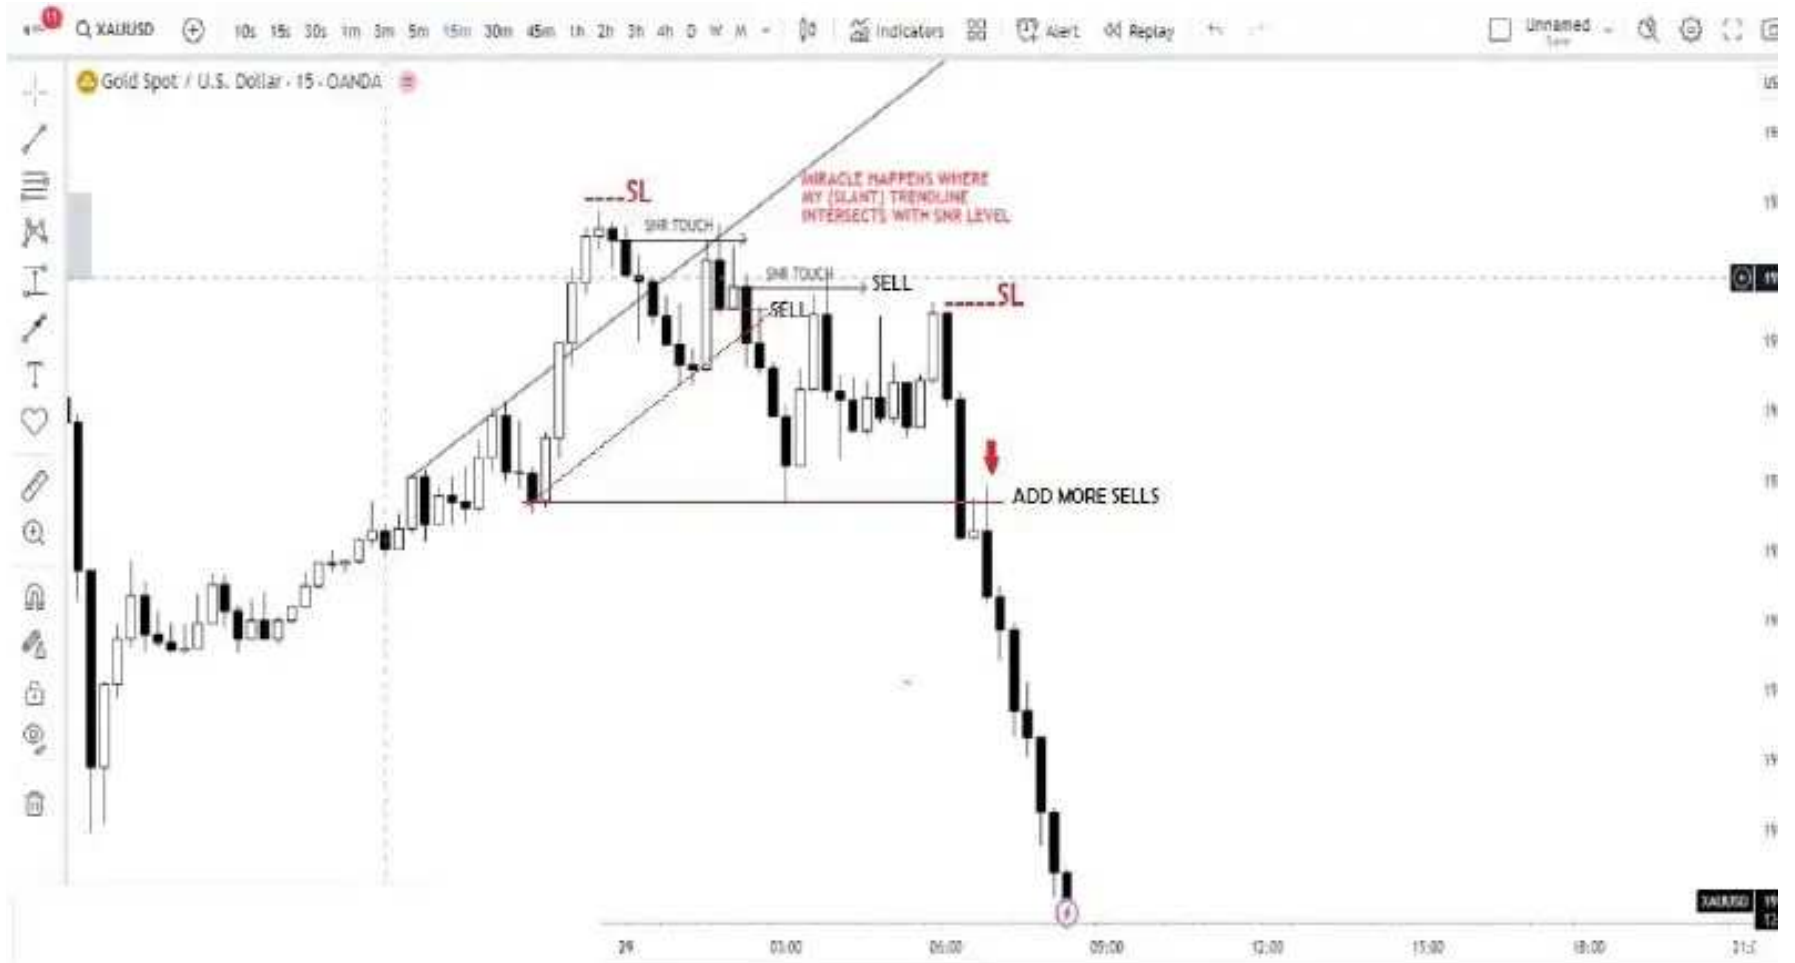 11
XAUUSD 10s 15s 30s 1m 3m 5m 15m 30m 45m 1h 2h 3h 4h D W M Indicators Alert Replay Unnamed
Save
Gold Spot / U.S. Dollar · 15 · OANDA
SL
MIRACLE HAPPENS WHERE
MY (SLANT) TRENDLINE
INTERSECTS WITH SNR LEVEL
SNR TOUCH
SNR TOUCH
SELL
SELL
SL
ADD MORE SELLS
XAUUSD
29 03:00 06:00 09:00 12:00 15:00 18:00